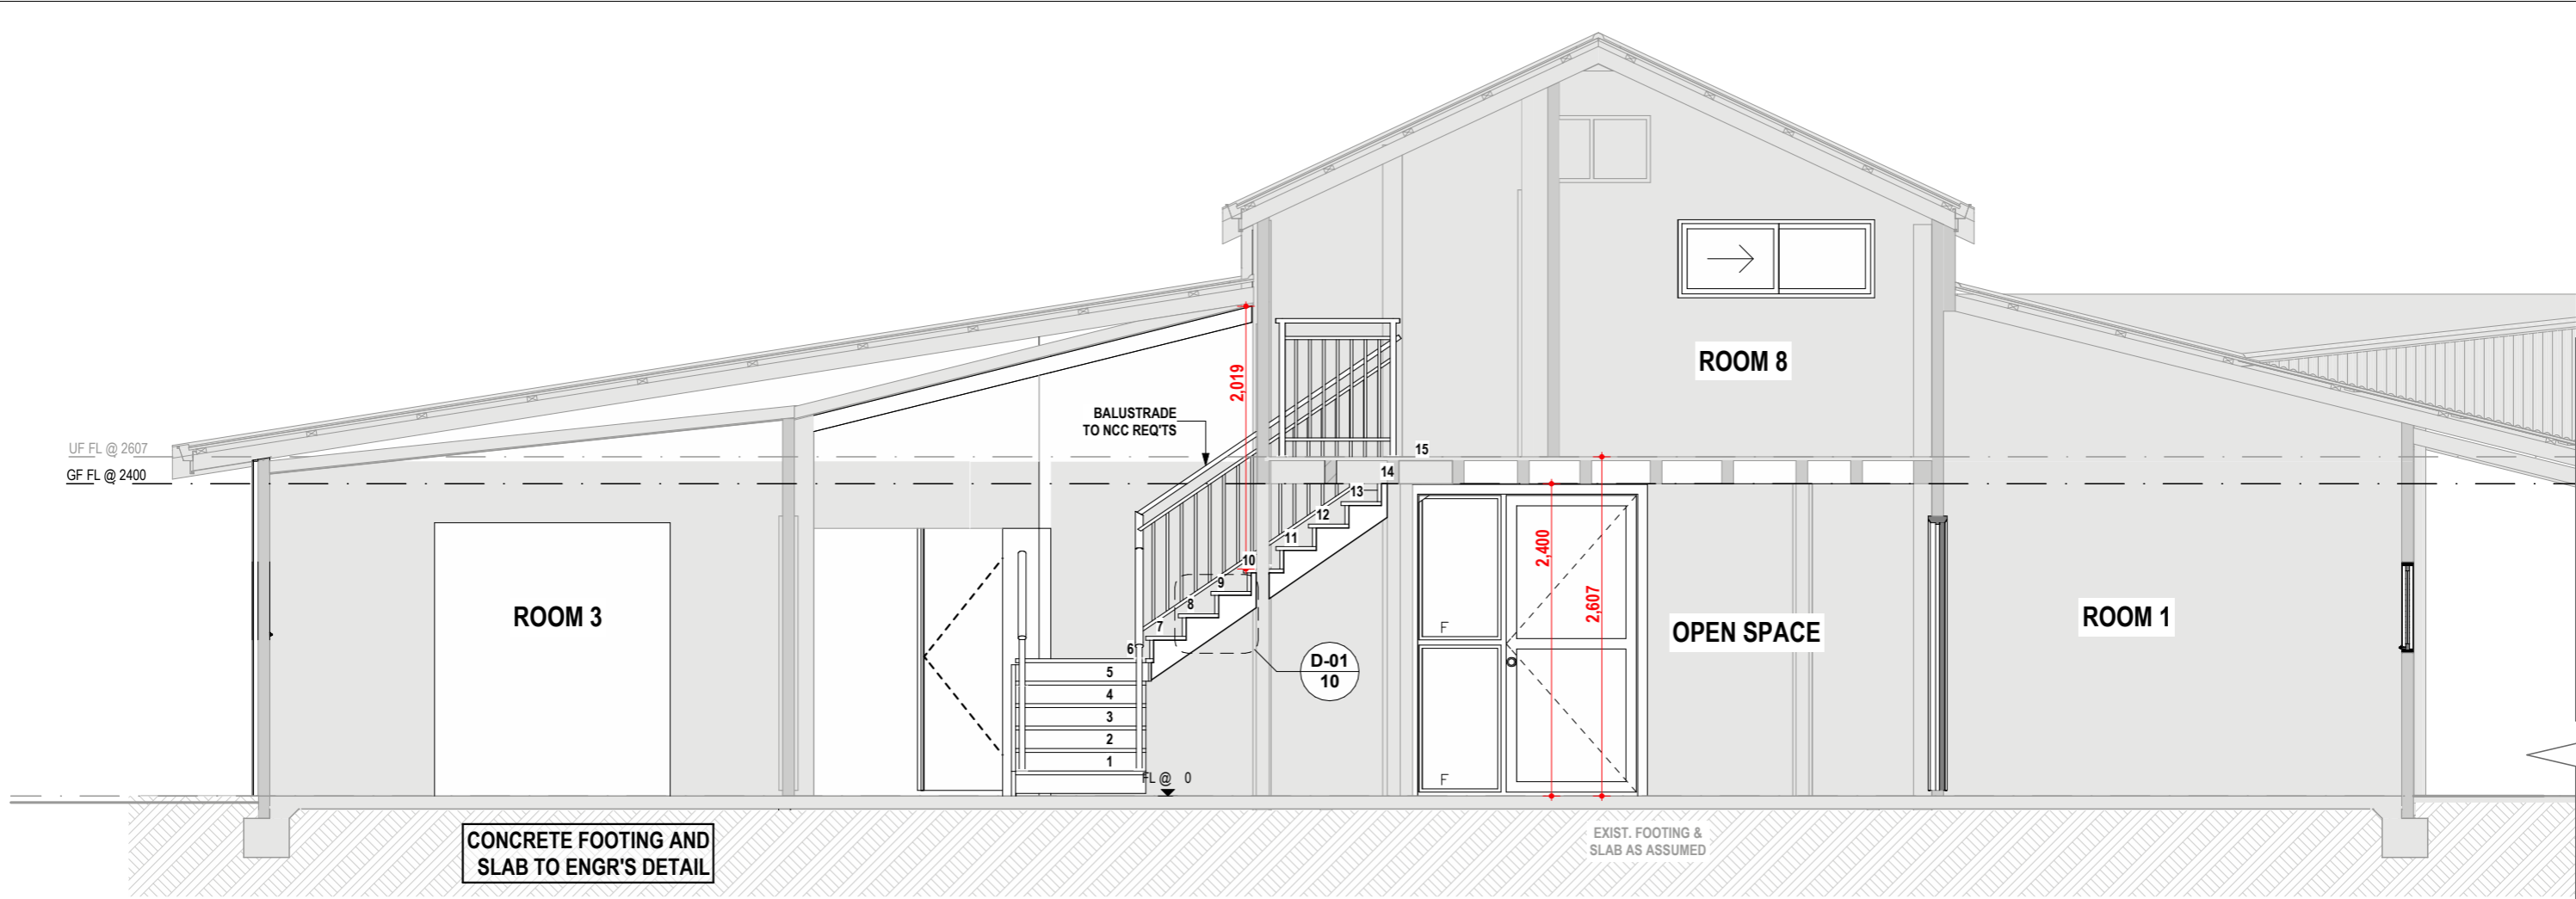 ROOM 8
2,019
BALUSTRADE
TO NCC REQ'TS
UF FL @ 2607
GF FL @ 2400
15
14
13
12
11
10
9
8
7
6
5
4
3
2
1
2,400
2,607
ROOM 3
OPEN SPACE
ROOM 1
F
F
D-01
10
FL @ 0
CONCRETE FOOTING AND
SLAB TO ENGR'S DETAIL
EXIST. FOOTING &
SLAB AS ASSUMED